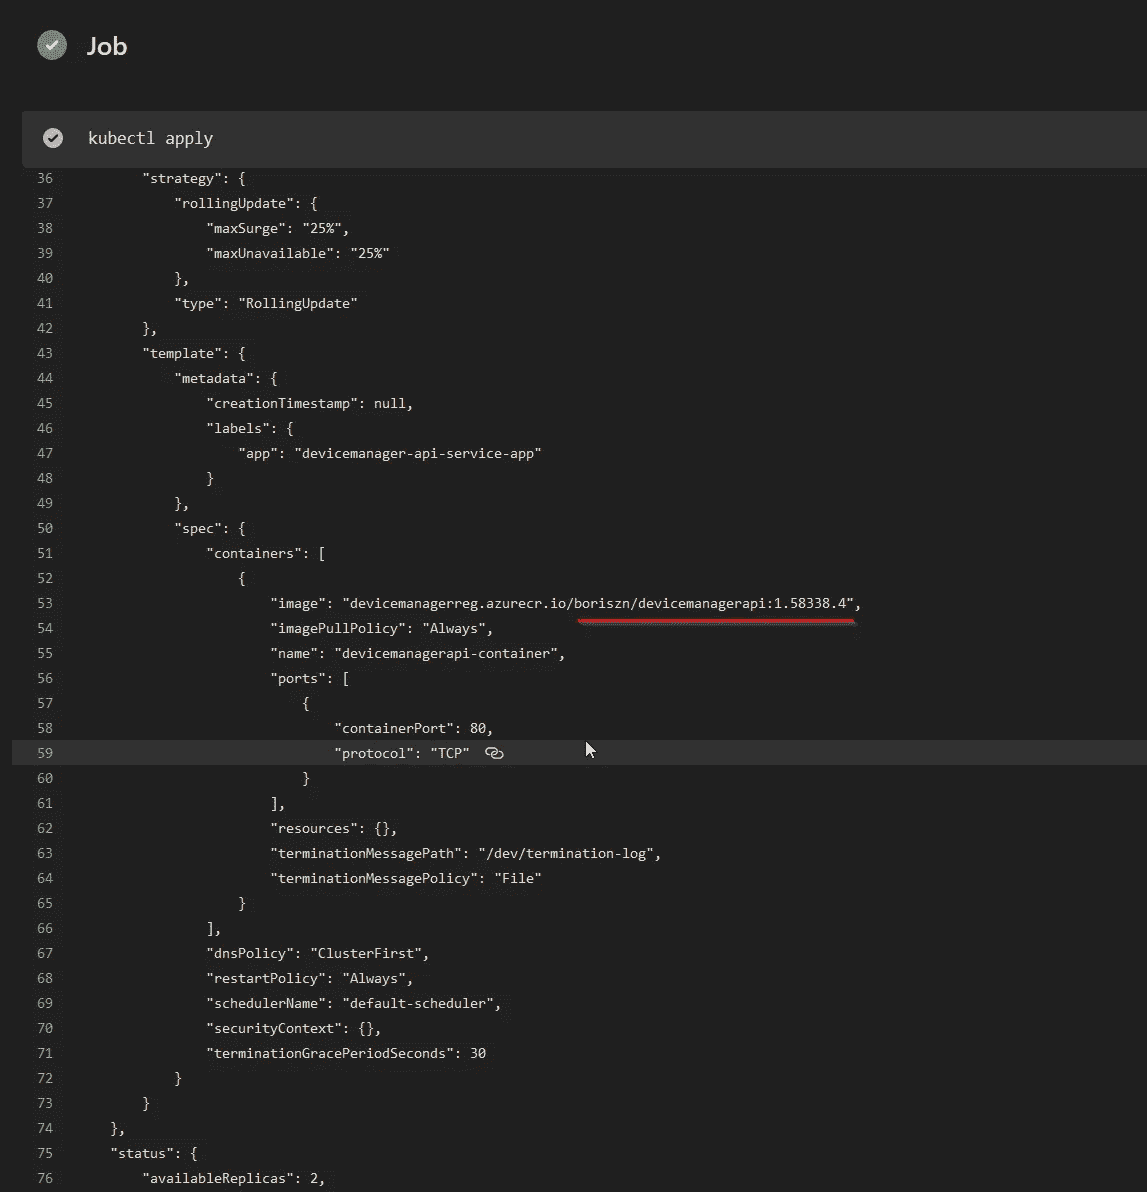 Job
kubectl apply
36 "strategy": {
37 "rollingUpdate": {
38 "maxSurge": "25%",
39 "maxUnavailable": "25%"
40 },
41 "type": "RollingUpdate"
42 },
43 "template": {
44 "metadata": {
45 "creationTimestamp": null,
46 "labels": {
47 "app": "devicemanager-api-service-app"
48 }
49 },
50 "spec": {
51 "containers": [
52 {
53 "image": "devicemanagerreg.azurecr.io/boriszn/devicemanagerapi:1.58338.4",
54 "imagePullPolicy": "Always",
55 "name": "devicemanagerapi-container",
56 "ports": [
57 {
58 "containerPort": 80,
59 "protocol": "TCP"
60 }
61 ],
62 "resources": {},
63 "terminationMessagePath": "/dev/termination-log",
64 "terminationMessagePolicy": "File"
65 }
66 ],
67 "dnsPolicy": "ClusterFirst",
68 "restartPolicy": "Always",
69 "schedulerName": "default-scheduler",
70 "securityContext": {},
71 "terminationGracePeriodSeconds": 30
72 }
73 }
74 },
75 "status": {
76 "availableReplicas": 2,